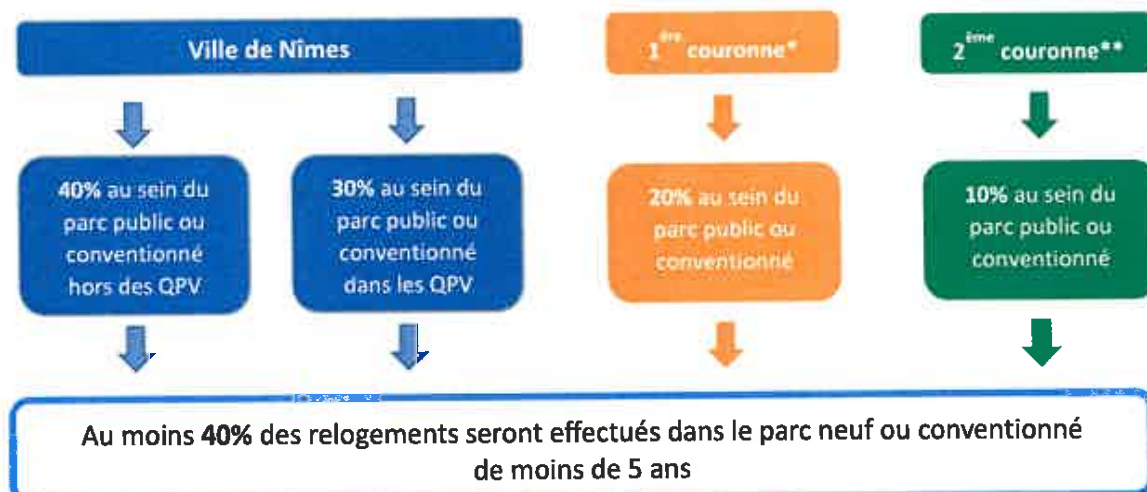 Ville de Nîmes
1ère couronne*
2ème couronne**
40% au sein du
parc public ou
conventionné
hors des QPV
30% au sein du
parc public ou
conventionné
dans les QPV
20% au sein du
parc public ou
conventionné
10% au sein du
parc public ou
conventionné
Au moins 40% des relogements seront effectués dans le parc neuf ou conventionné
de moins de 5 ans